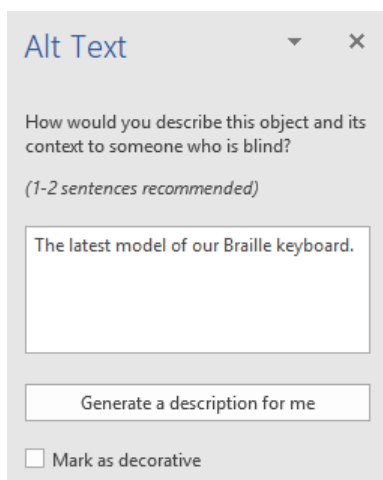 Alt Text
How would you describe this object and its
context to someone who is blind?
(1-2 sentences recommended)
The latest model of our Braille keyboard.
Generate a description for me
Mark as decorative